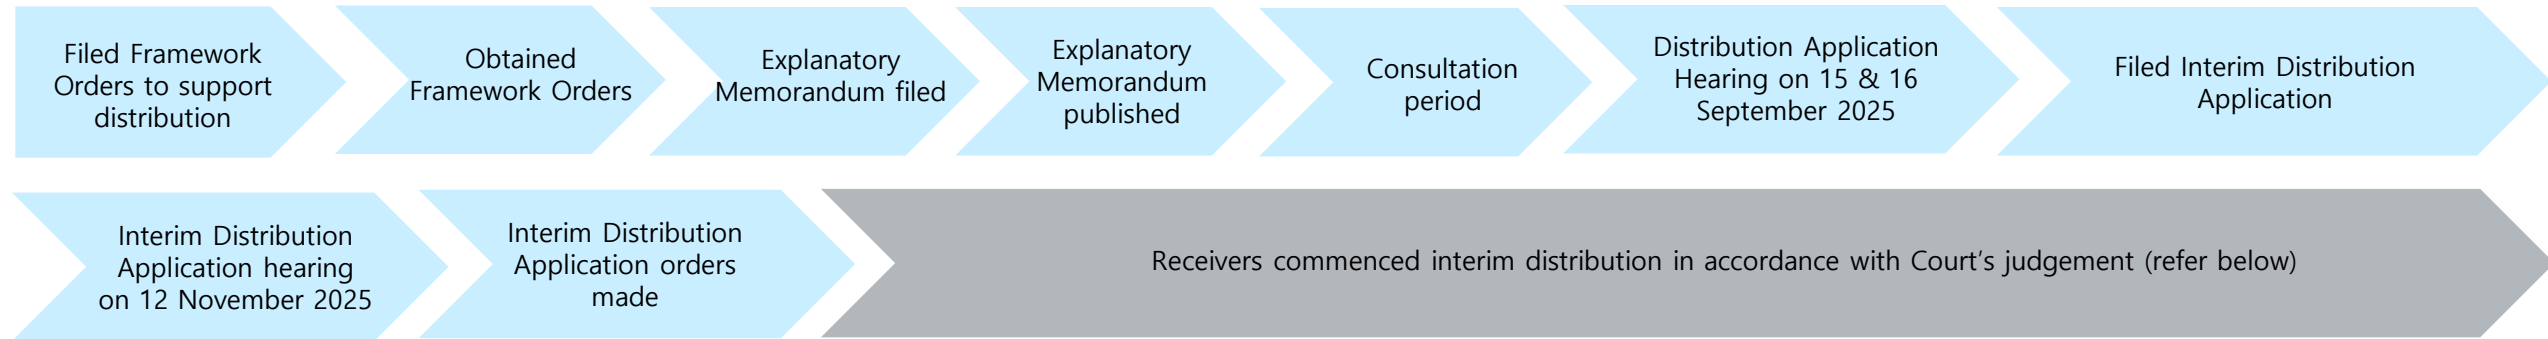 Filed Framework
Orders to support
distribution
Obtained
Framework Orders
Explanatory
Memorandum filed
Explanatory
Memorandum
published
Consultation
period
Distribution Application
Hearing on 15 & 16
September 2025
Filed Interim Distribution
Application
Interim Distribution
Application hearing
on 12 November 2025
Interim Distribution
Application orders
made
Receivers commenced interim distribution in accordance with Court's judgement (refer below)